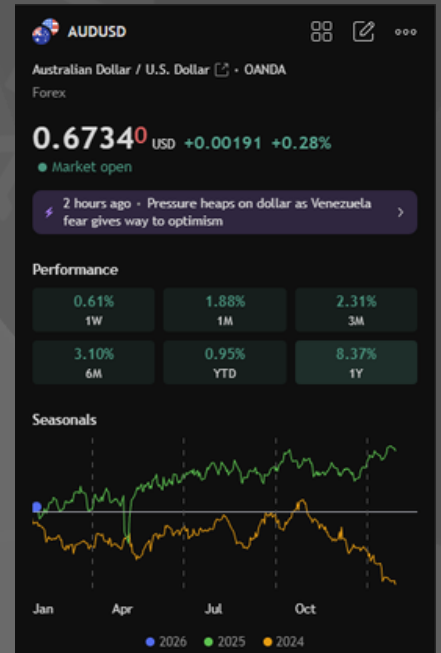 AUDUSD
Australian Dollar / U.S. Dollar • OANDA
Forex
0.67340 USD +0.00191 +0.28%
Market open
2 hours ago • Pressure heaps on dollar as Venezuela
fear gives way to optimism
Performance
0.61% 1.88% 2.31%
1W 1M 3M
3.10% 0.95% 8.37%
6M YTD 1Y
Seasonals
Jan Apr Jul Oct
2026 2025 2024